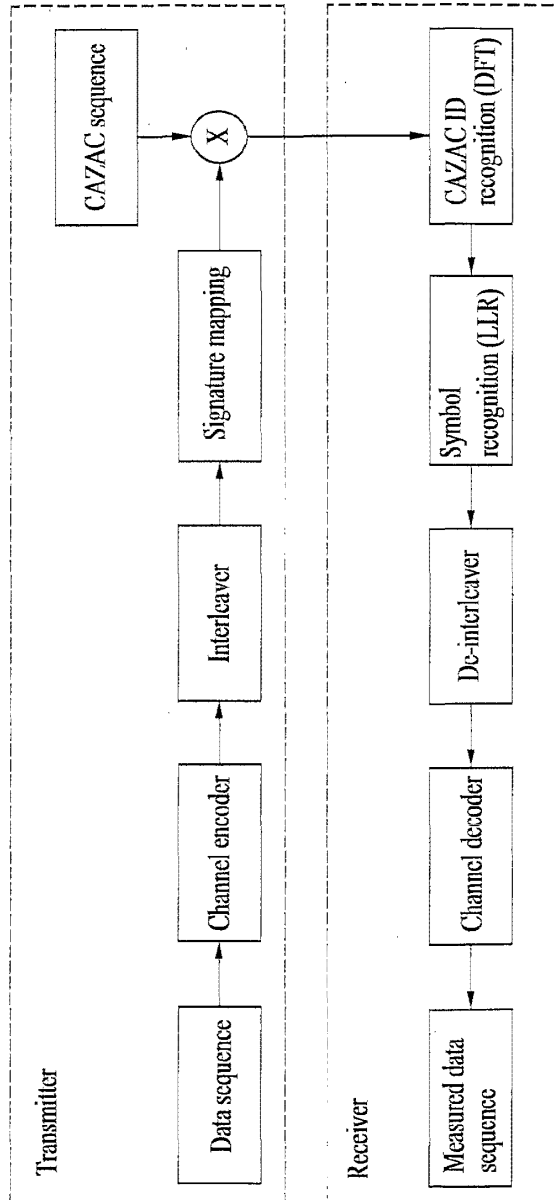 Transmitter
CAZAC sequence
Data sequence
Channel encoder
Interleaver
Signature mapping
X
Receiver
Measured data
sequence
Channel decoder
De-interleaver
Symbol
recognition (LLR)
CAZAC ID
recognition (DFT)